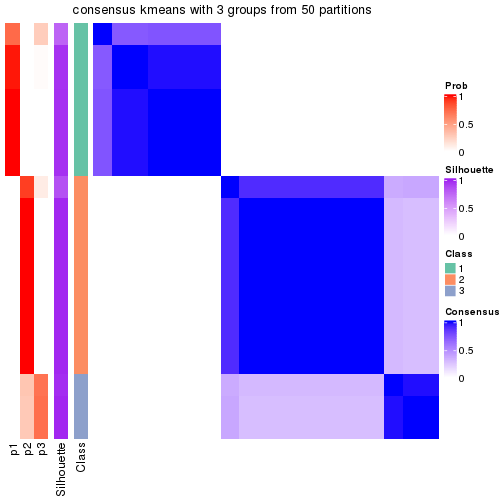 consensus kmeans with 3 groups from 50 partitions
Prob
1
0.5
0
Silhouette
1
0.5
0
Class
1
2
3
Consensus
1
0.5
0
p1
p2
p3
Silhouette
Class